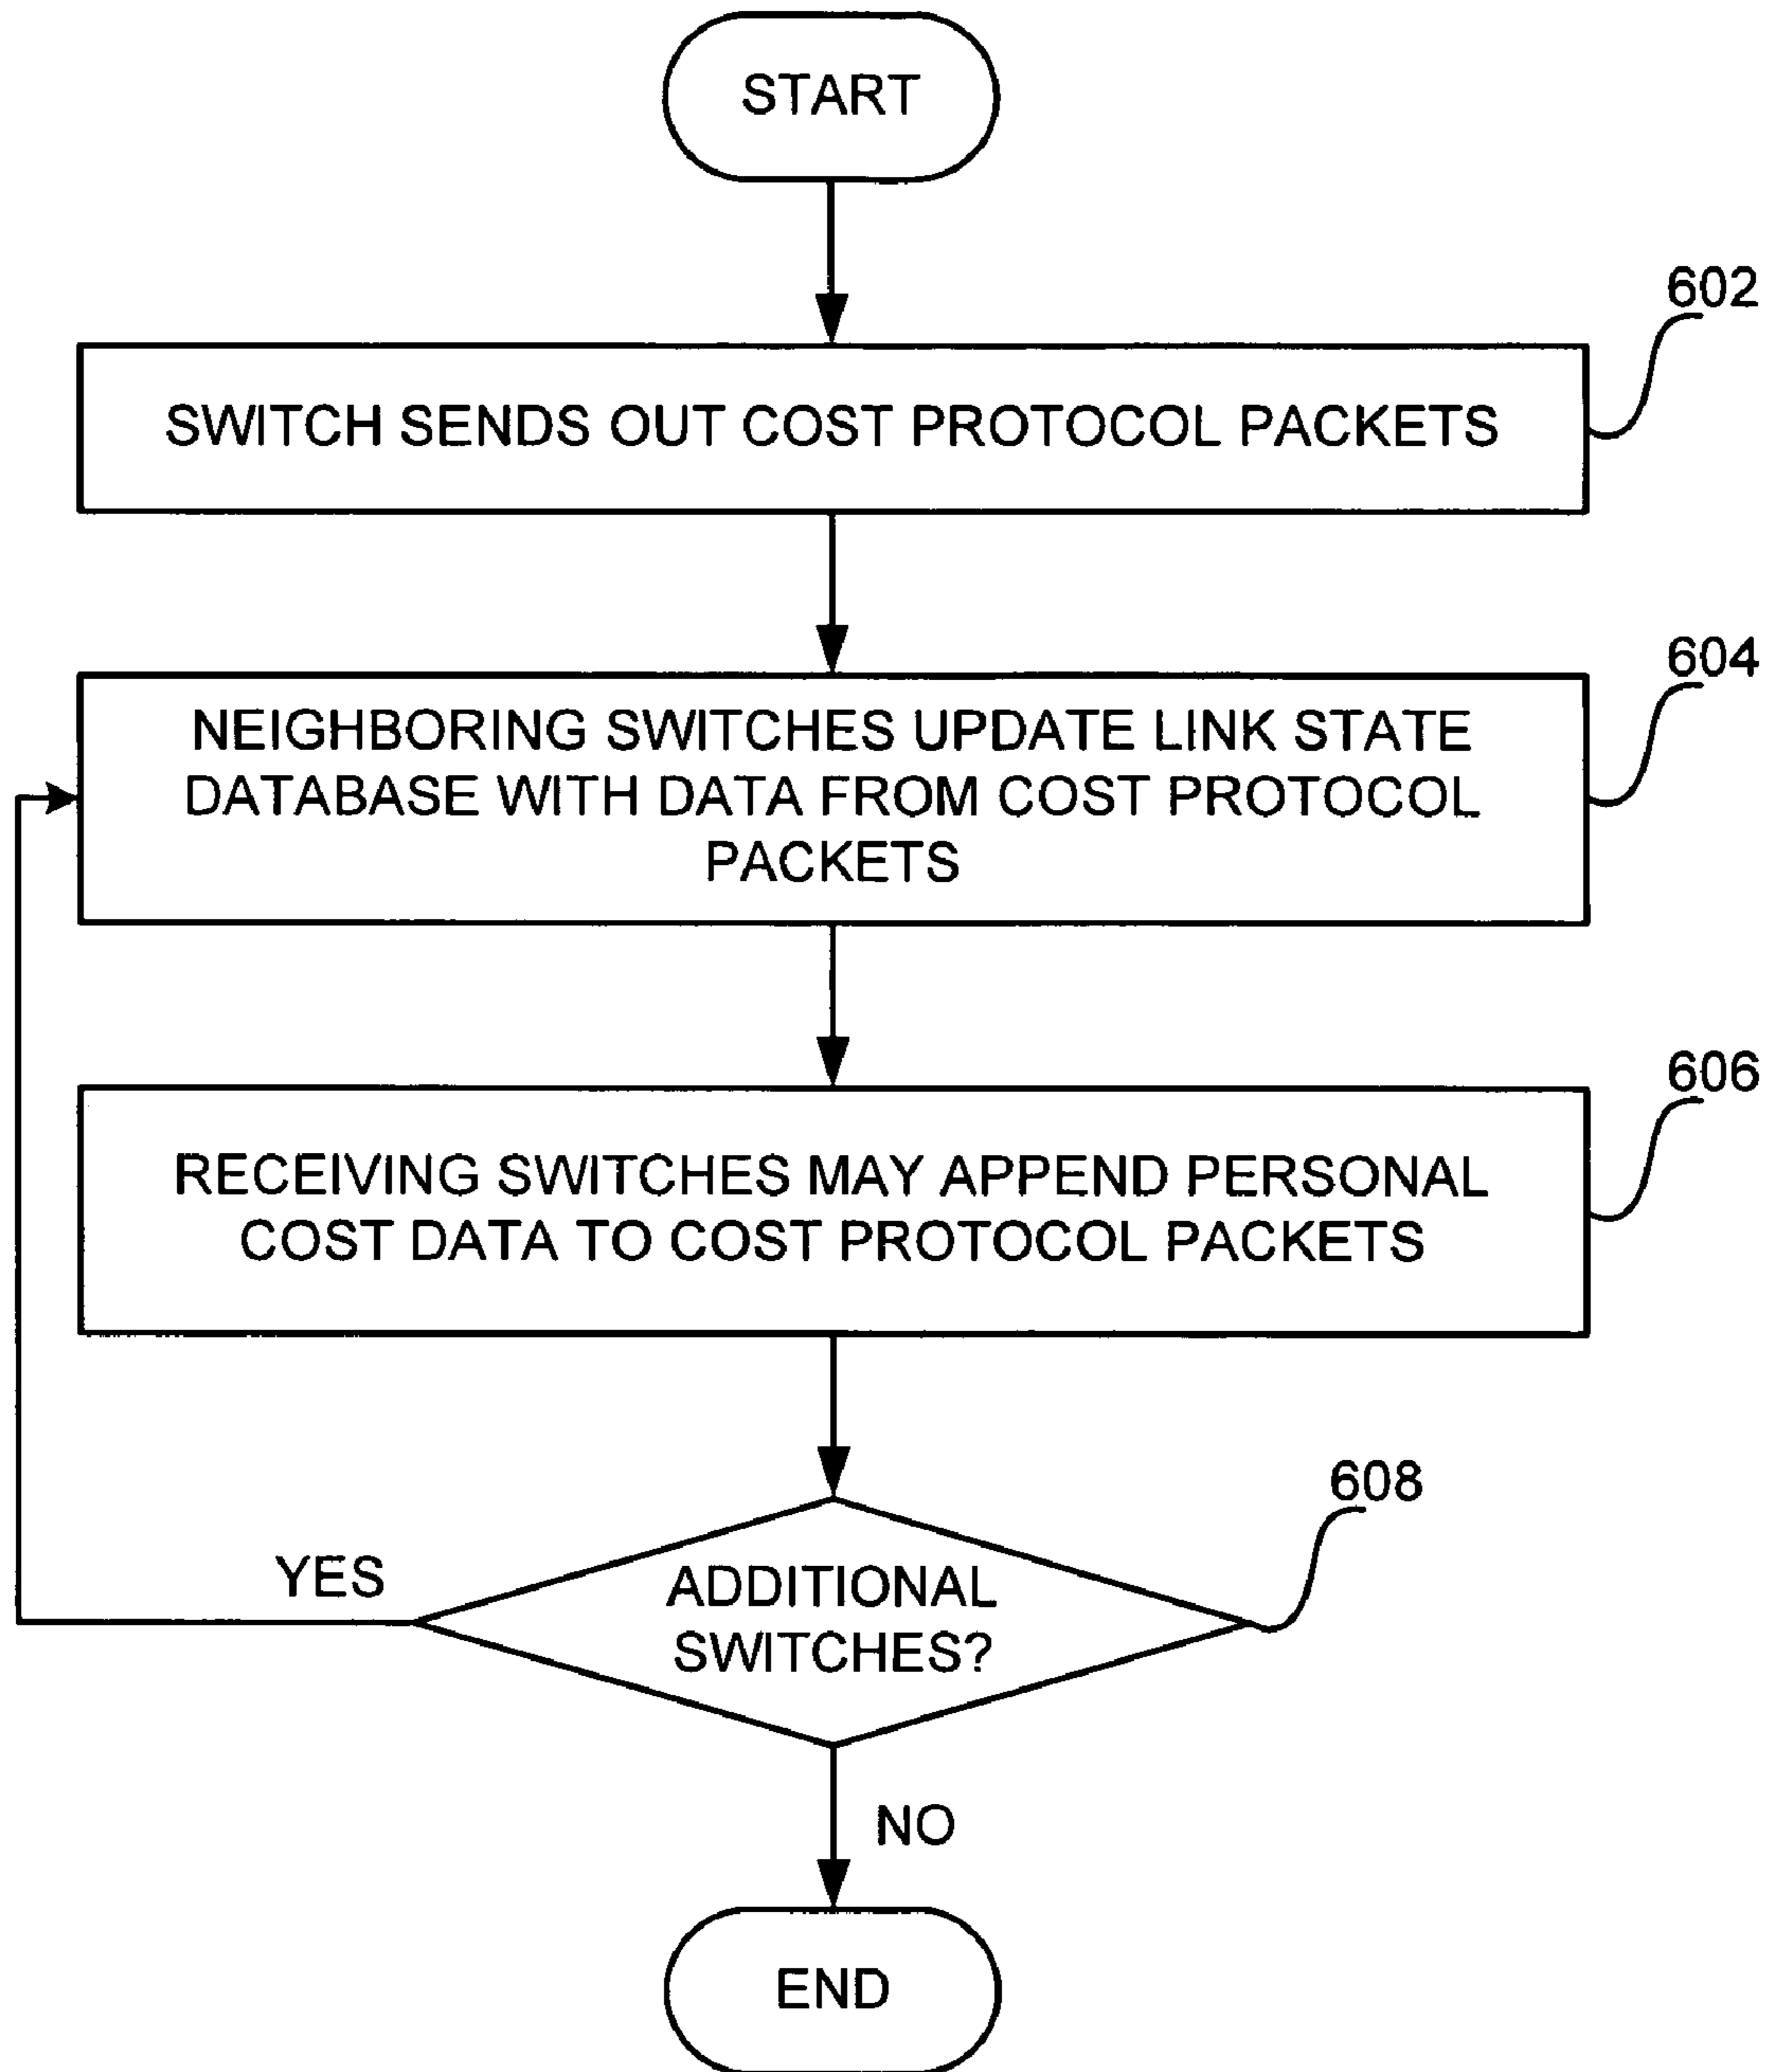 START
602
SWITCH SENDS OUT COST PROTOCOL PACKETS
604
NEIGHBORING SWITCHES UPDATE LINK STATE
DATABASE WITH DATA FROM COST PROTOCOL
PACKETS
606
RECEIVING SWITCHES MAY APPEND PERSONAL
COST DATA TO COST PROTOCOL PACKETS
608
YES
ADDITIONAL
SWITCHES?
NO
END